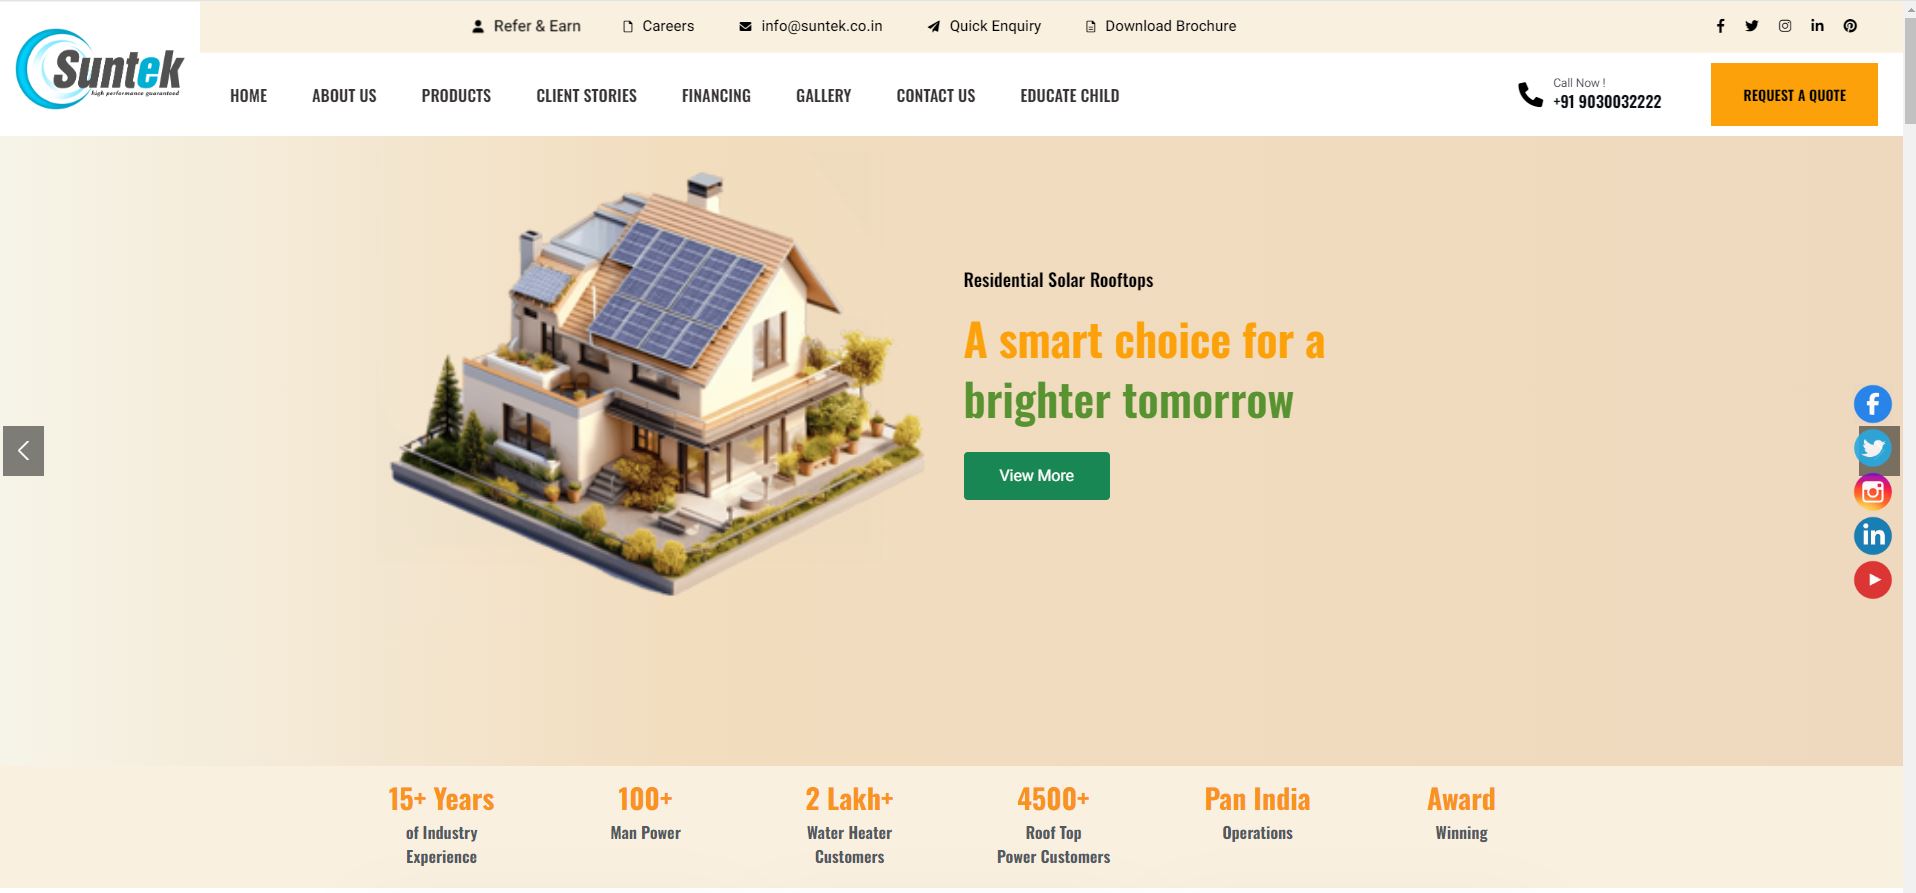 Suntek
high performance guaranteed
Refer & Earn
Careers
info@suntek.co.in
Quick Enquiry
Download Brochure
HOME
ABOUT US
PRODUCTS
CLIENT STORIES
FINANCING
GALLERY
CONTACT US
EDUCATE CHILD
Call Now !
+91 9030032222
REQUEST A QUOTE
Residential Solar Rooftops
A smart choice for a
brighter tomorrow
View More
15+ Years
of Industry
Experience
100+
Man Power
2 Lakh+
Water Heater
Customers
4500+
Roof Top
Power Customers
Pan India
Operations
Award
Winning